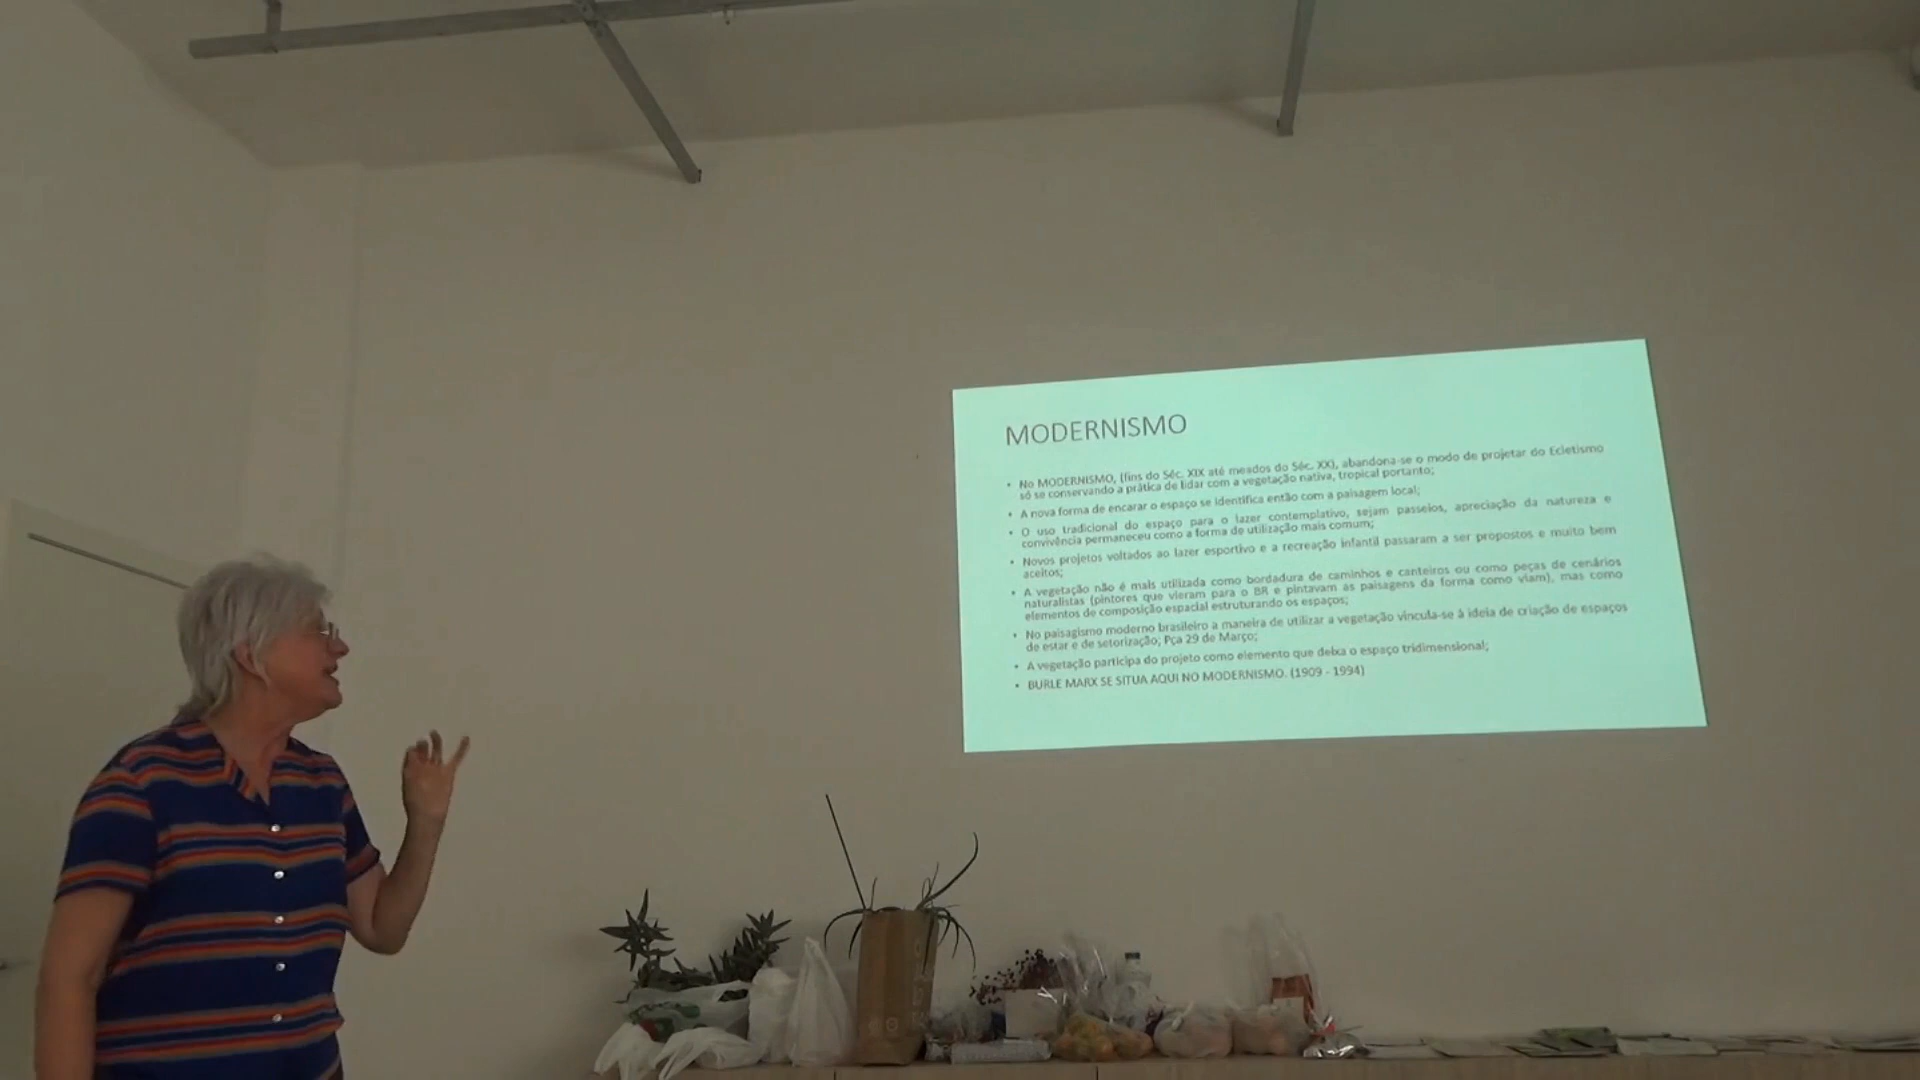 MODERNISMO
• No MODERNISMO, (fins do Séc. XIX até meados do Séc. XX), abandona-se o modo de projetar do Ecletismo
só se conservando a prática de lidar com a vegetação nativa, tropical portanto;
• A nova forma de encarar o espaço se identifica então com a paisagem local;
• O uso tradicional do espaço para o lazer contemplativo, sejam passeios, apreciação da natureza e
convivência permaneceu como a forma de utilização mais comum;
• Novos projetos voltados ao lazer esportivo e a recreação infantil passaram a ser propostos e muito bem
aceitos;
• A vegetação não é mais utilizada como bordadura de caminhos e canteiros ou como peças de cenários
naturalistas (pintores que vieram para o BR e pintavam as paisagens da forma como viam), mas como
elementos de composição espacial estruturando os espaços;
• No paisagismo moderno brasileiro a maneira de utilizar a vegetação vincula-se à ideia de criação de espaços
de estar e de setorização; Pça 29 de Março;
• A vegetação participa do projeto como elemento que deixa o espaço tridimensional;
• BURLE MARX SE SITUA AQUI NO MODERNISMO. (1909 - 1994)